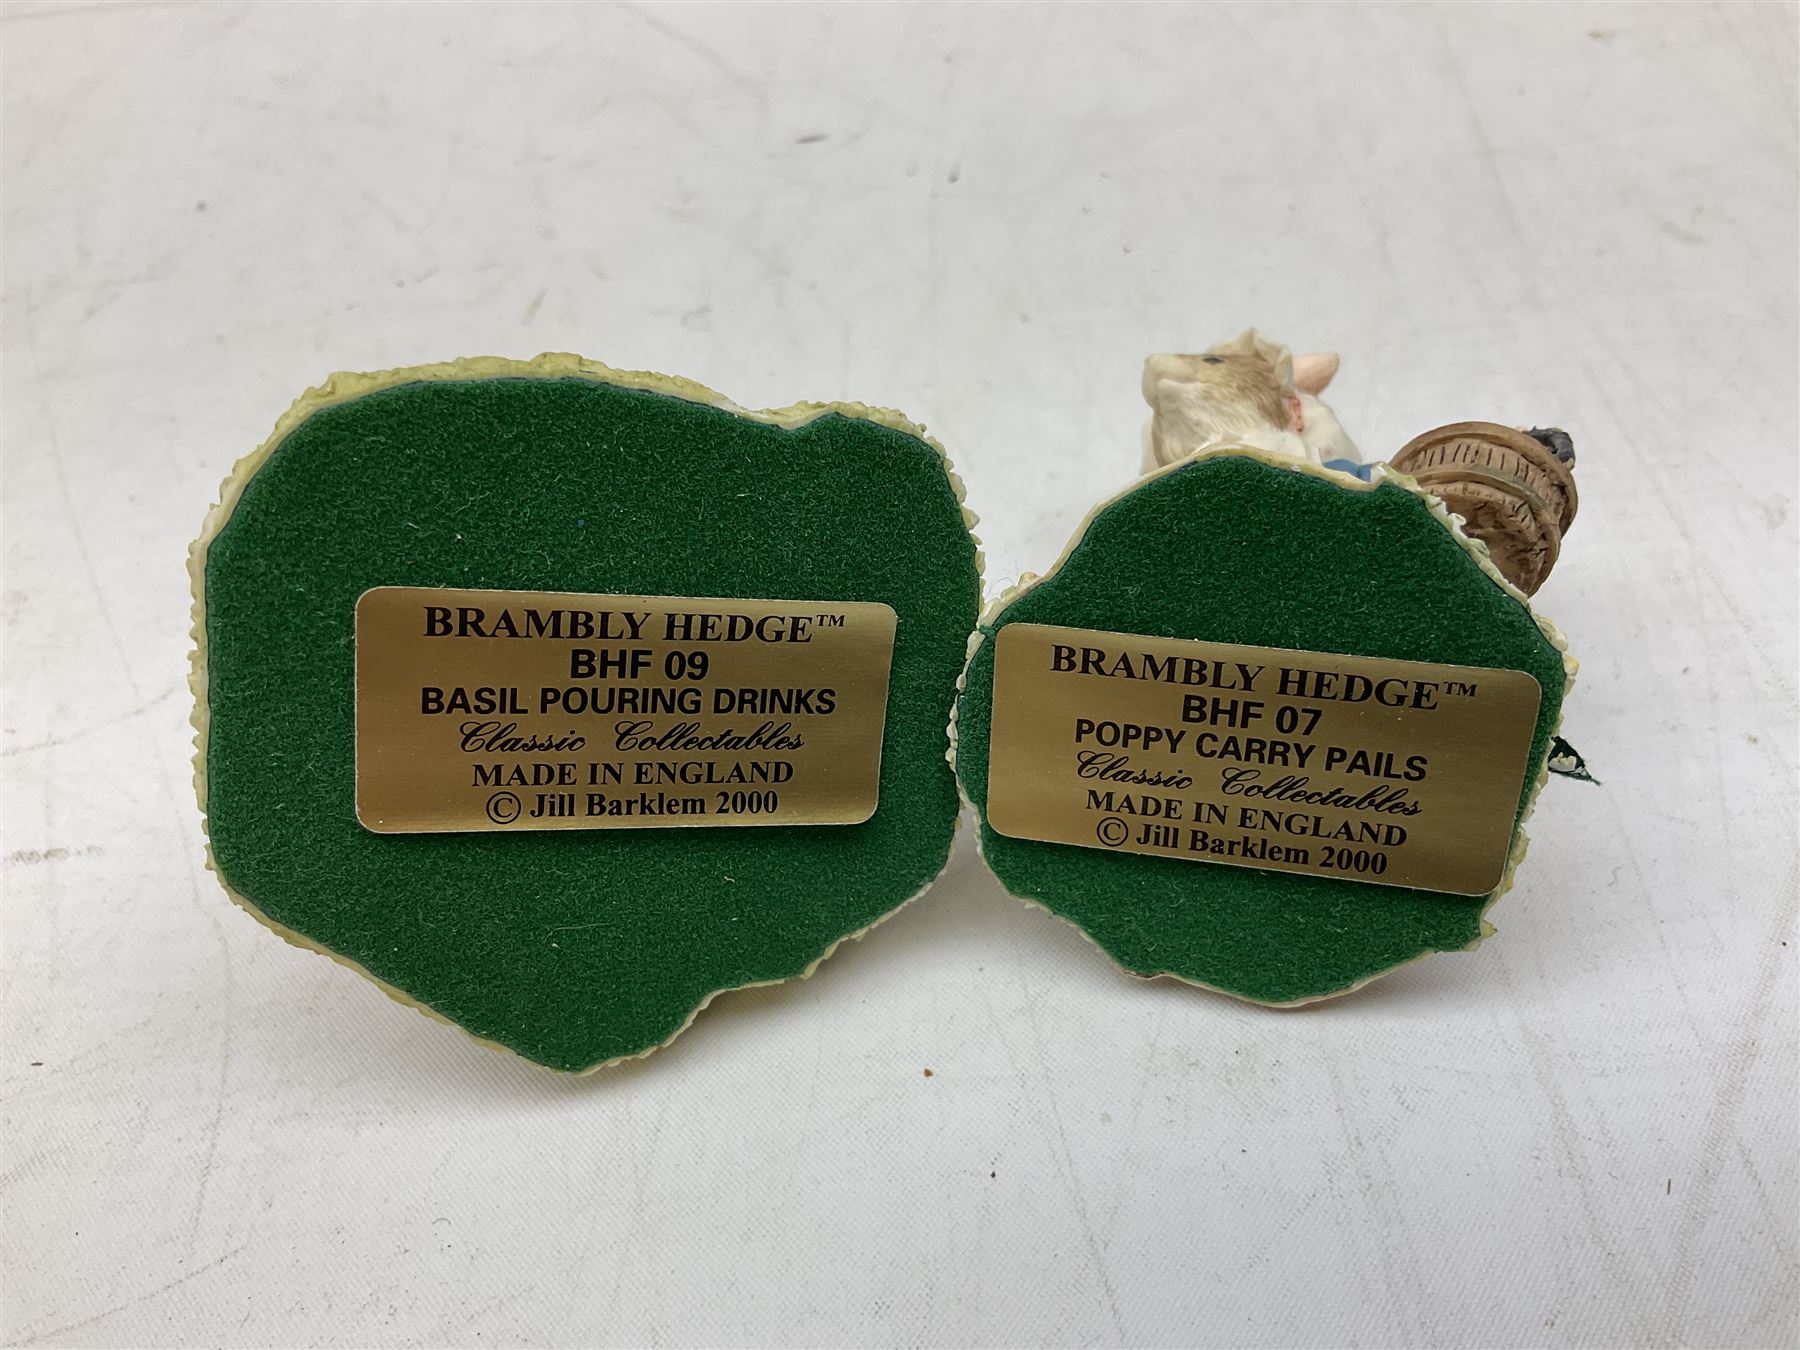 BRAMBLY HEDGE™
BHF 09
BASIL POURING DRINKS
Classic Collectables
MADE IN ENGLAND
© Jill Barklem 2000
BRAMBLY HEDGE™
BHF 07
POPPY CARRY PAILS
Classic Collectables
MADE IN ENGLAND
© Jill Barklem 2000